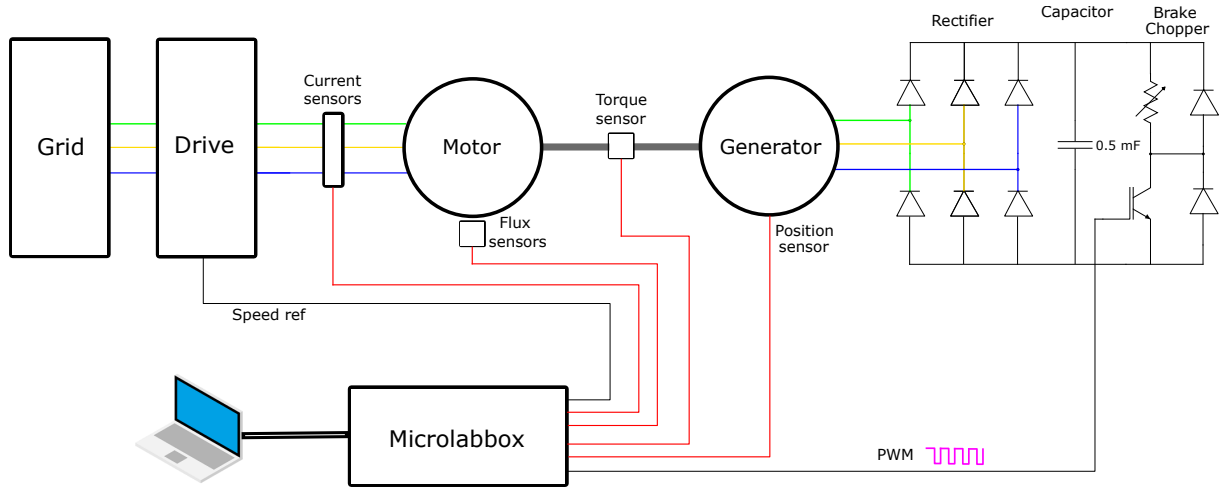 Rectifier
Capacitor
Brake
Chopper
Current
sensors
Torque
sensor
Grid
Drive
Motor
Generator
0.5 mF
Flux
sensors
Position
sensor
Speed ref
Microlabbox
PWM